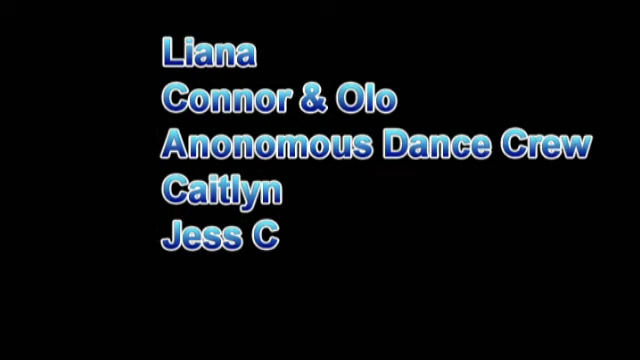 Liana
Connor & Olo
Anonomous Dance Crew
Caitlyn
Jess C